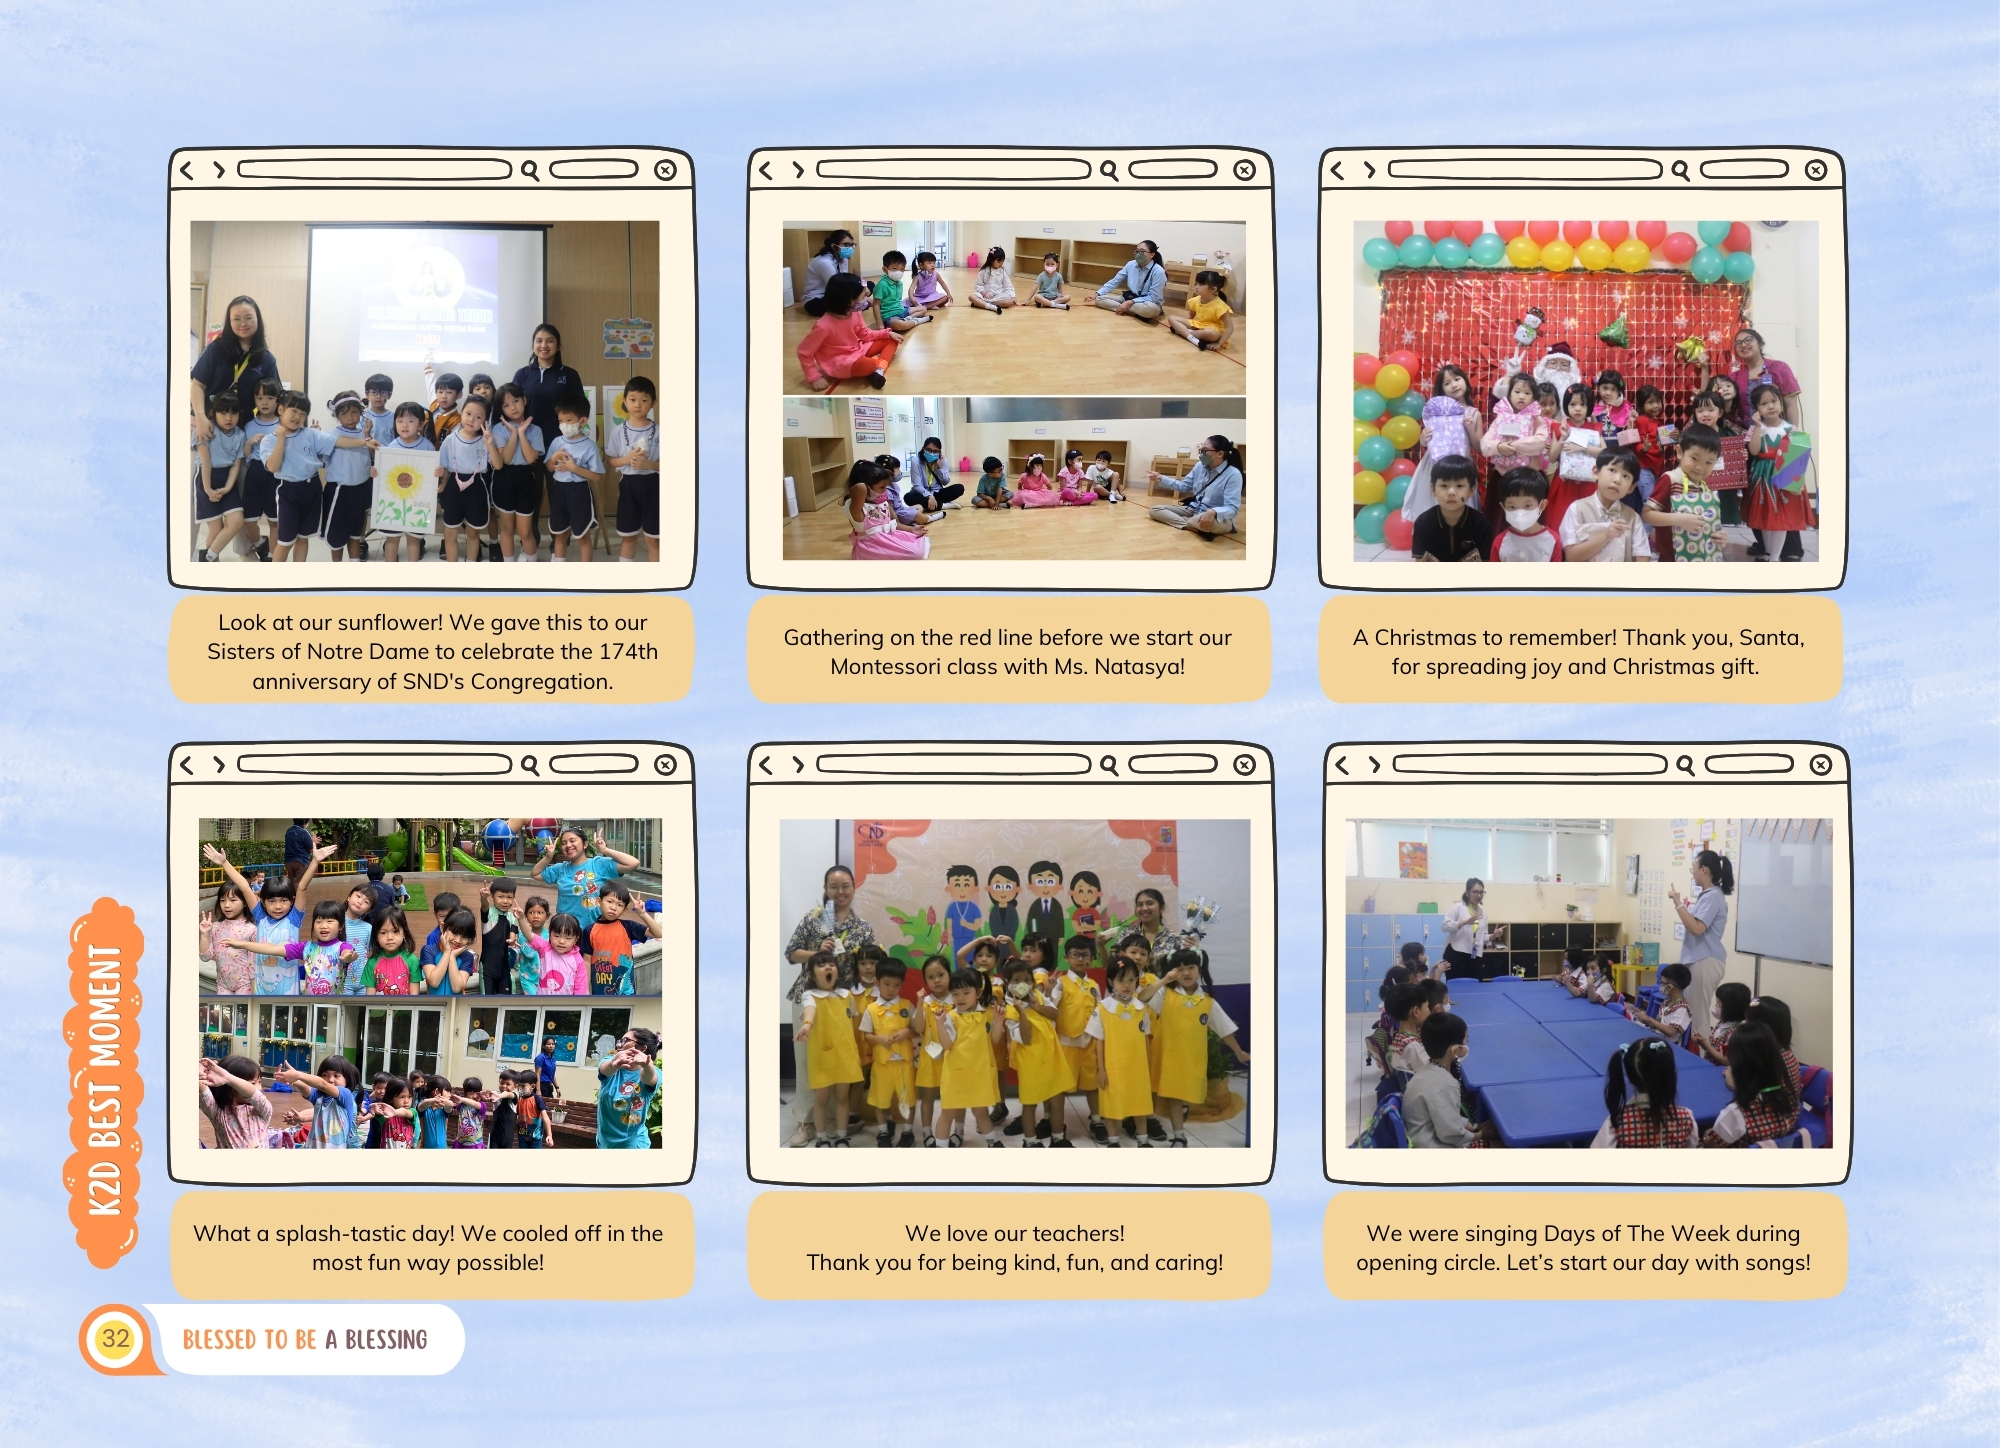 Look at our sunflower! We gave this to our
Sisters of Notre Dame to celebrate the 174th
anniversary of SND's Congregation.
Gathering on the red line before we start our
Montessori class with Ms. Natasya!
A Christmas to remember! Thank you, Santa,
for spreading joy and Christmas gift.
What a splash-tastic day! We cooled off in the
most fun way possible!
We love our teachers!
Thank you for being kind, fun, and caring!
We were singing Days of The Week during
opening circle. Let's start our day with songs!
K2D BEST MOMENT
32
BLESSED TO BE A BLESSING